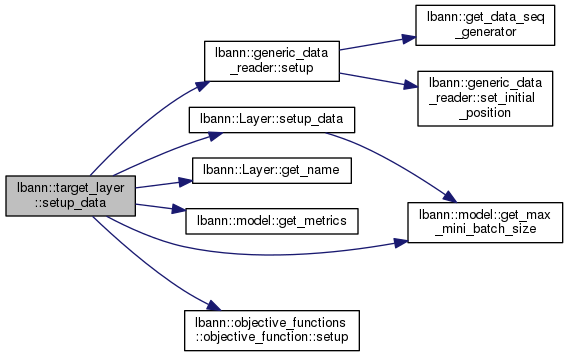 lbann::target_layer
::setup_data
lbann::generic_data
_reader::setup
lbann::get_data_seq
_generator
lbann::generic_data
_reader::set_initial
_position
lbann::Layer::setup_data
lbann::Layer::get_name
lbann::model::get_metrics
lbann::model::get_max
_mini_batch_size
lbann::objective_functions
::objective_function::setup